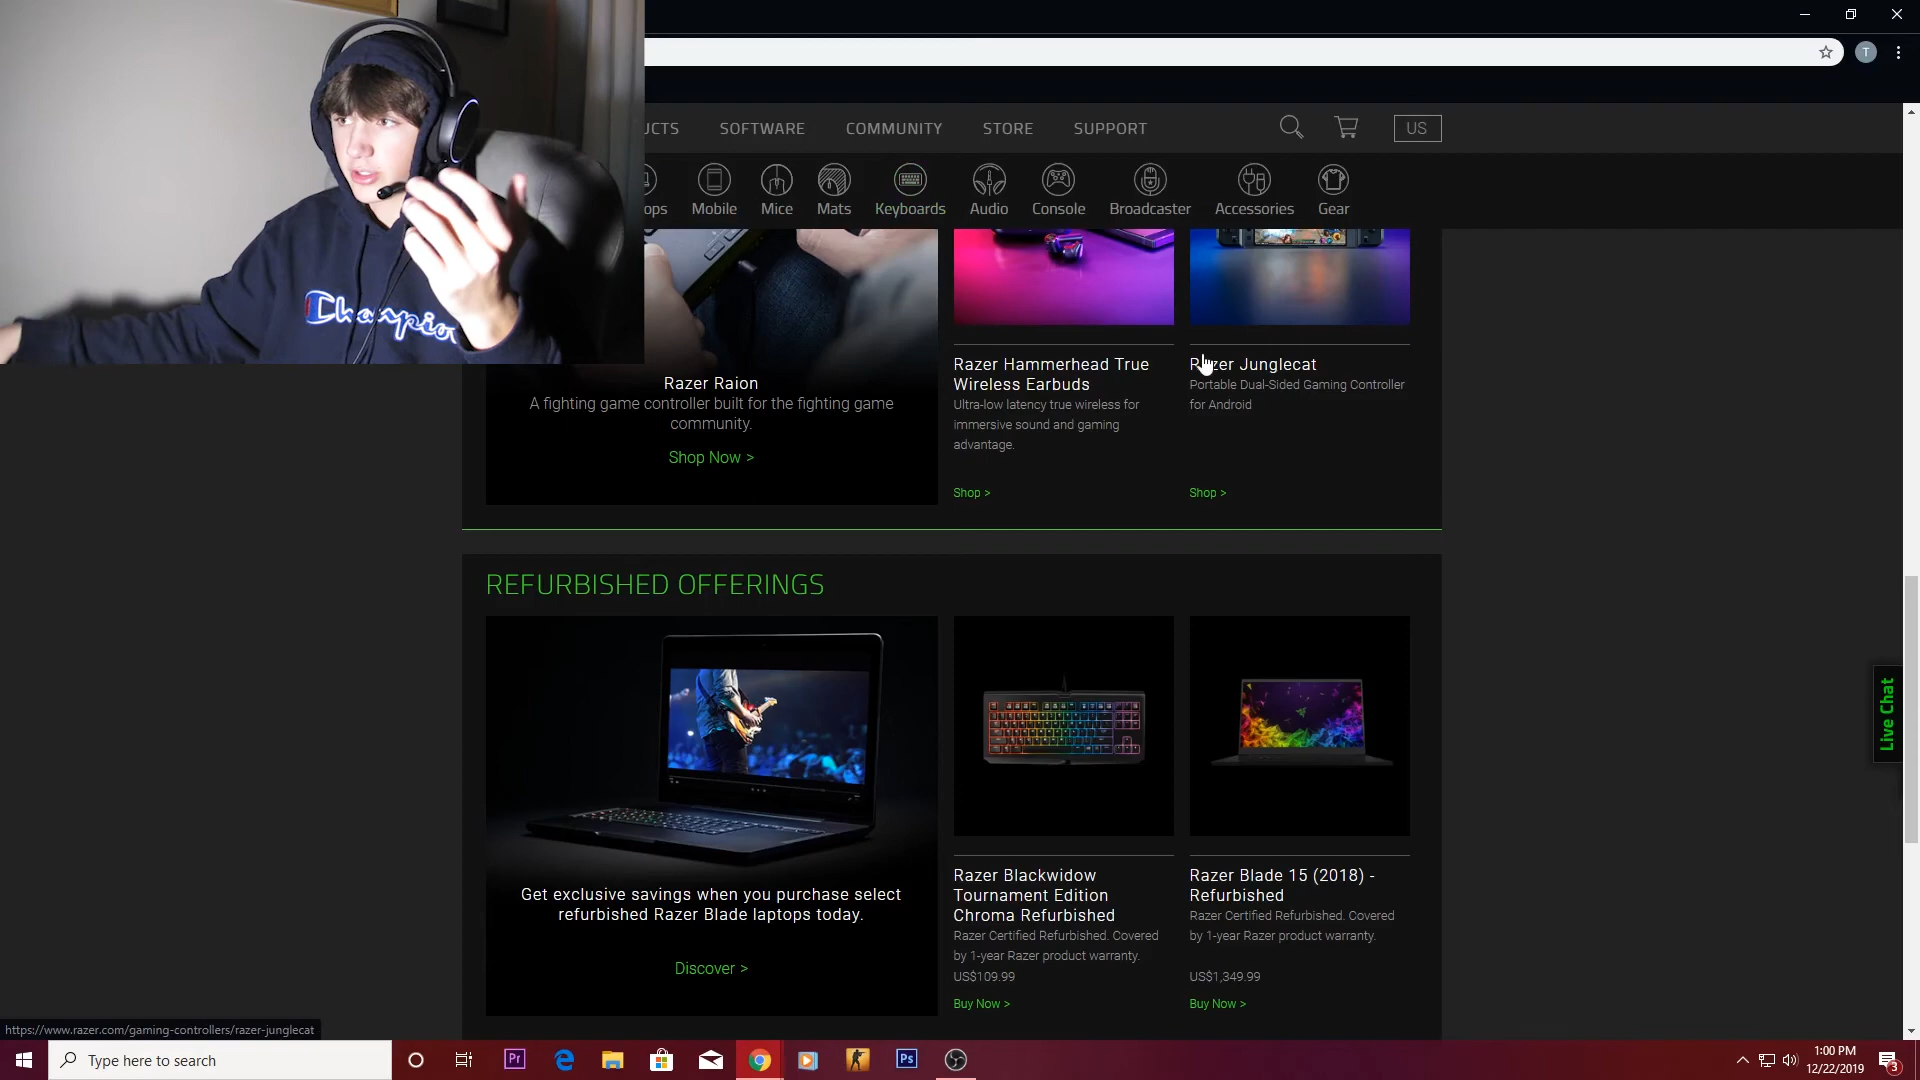 T
UCTS
SOFTWARE
COMMUNITY
STORE
SUPPORT
US
ops
Mobile
Mice
Mats
Keyboards
Audio
Console
Broadcaster
Accessories
Gear
Champio
Razer Raion
A fighting game controller built for the fighting game
community.
Shop Now >
Razer Hammerhead True
Wireless Earbuds
Ultra-low latency true wireless for
immersive sound and gaming
advantage.
Shop >
Razer Junglecat
Portable Dual-Sided Gaming Controller
for Android
Shop >
REFURBISHED OFFERINGS
Get exclusive savings when you purchase select
refurbished Razer Blade laptops today.
Discover >
Razer Blackwidow
Tournament Edition
Chroma Refurbished
Razer Certified Refurbished. Covered
by 1-year Razer product warranty.
US$109.99
Buy Now >
Razer Blade 15 (2018) -
Refurbished
Razer Certified Refurbished. Covered
by 1-year Razer product warranty.
US$1,349.99
Buy Now >
Live Chat
https://www.razer.com/gaming-controllers/razer-junglecat
Type here to search
Pr
Ps
1:00 PM
12/22/2019
3